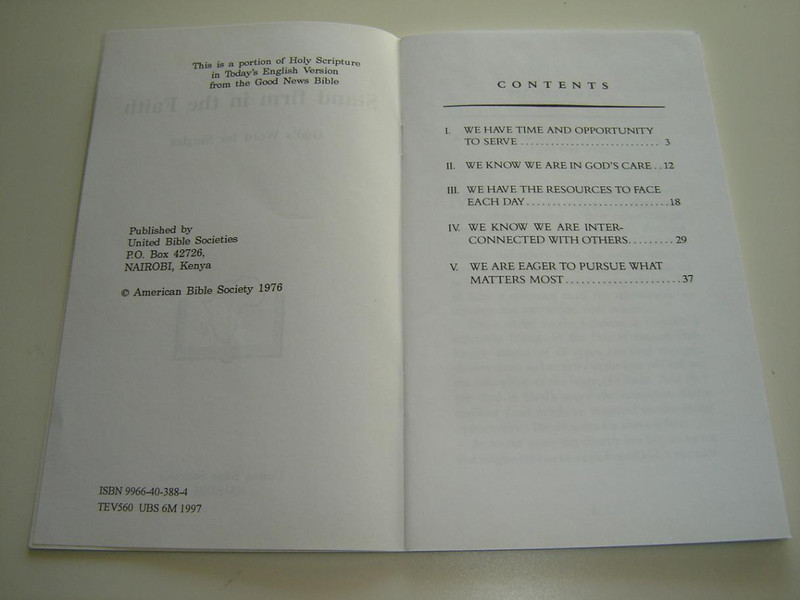 This is a portion of Holy Scripture
in Today's English Version
from the Good News Bible
Published by
United Bible Societies
P.O. Box 42726,
NAIROBI, Kenya
© American Bible Society 1976
ISBN 9966-40-388-4
TEV560 UBS 6M 1997
CONTENTS
I. WE HAVE TIME AND OPPORTUNITY
TO SERVE ............................ 3
II. WE KNOW WE ARE IN GOD'S CARE . . 12
III. WE HAVE THE RESOURCES TO FACE
EACH DAY ............................ 18
IV. WE KNOW WE ARE INTER-
CONNECTED WITH OTHERS ......... 29
V. WE ARE EAGER TO PURSUE WHAT
MATTERS MOST ....................... 37